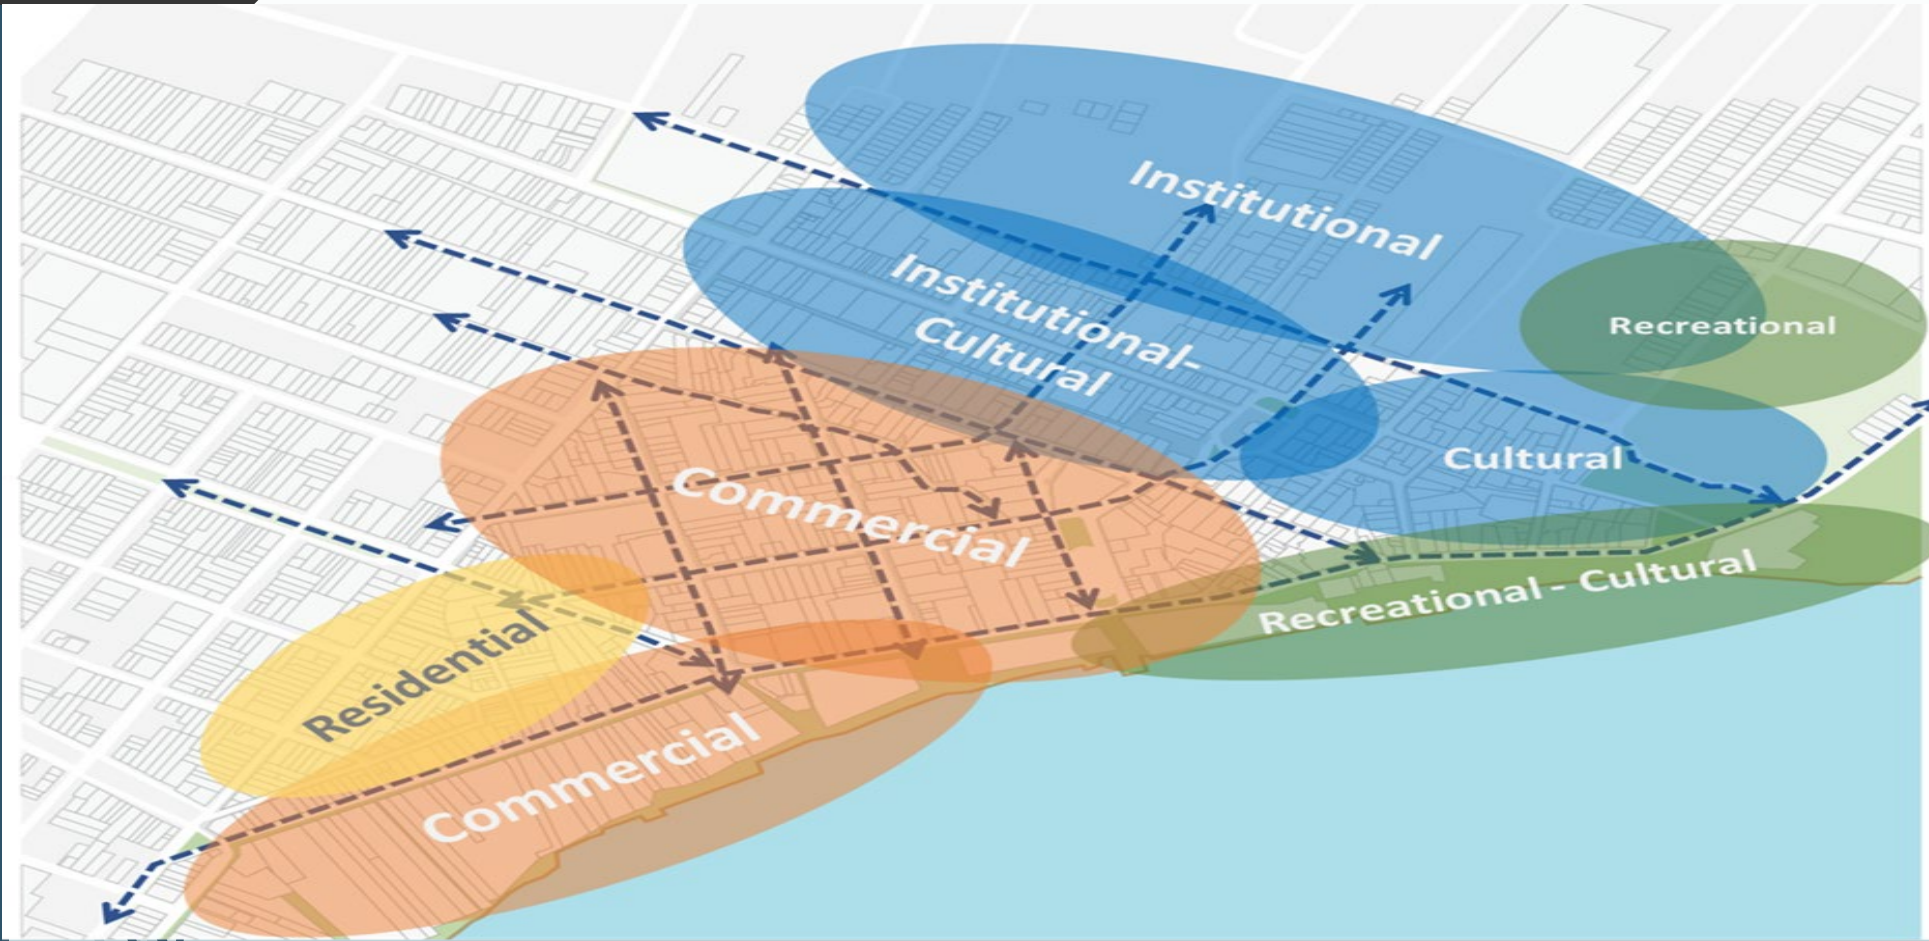 Institutional
Institutional-
Cultural
Recreational
Cultural
Commercial
Recreational - Cultural
Residential
Commercial